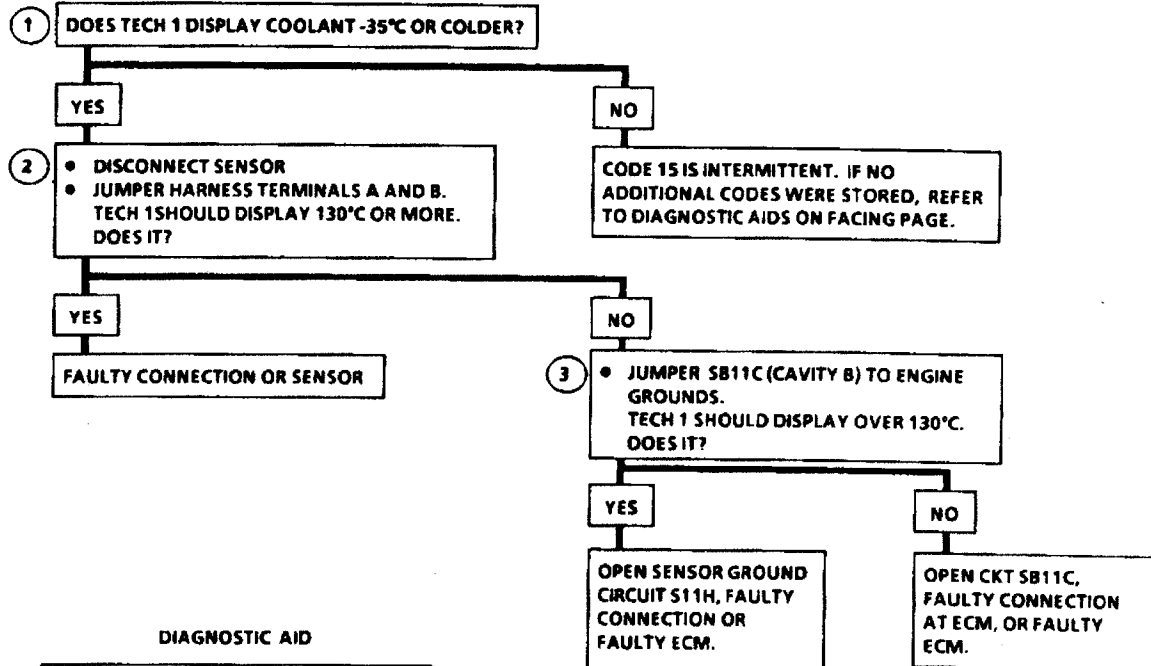 1 DOES TECH 1 DISPLAY COOLANT -35°C OR COLDER?
YES
NO
2 • DISCONNECT SENSOR
• JUMPER HARNESS TERMINALS A AND B.
TECH 1SHOULD DISPLAY 130°C OR MORE.
DOES IT?
CODE 15 IS INTERMITTENT. IF NO
ADDITIONAL CODES WERE STORED, REFER
TO DIAGNOSTIC AIDS ON FACING PAGE.
YES
NO
FAULTY CONNECTION OR SENSOR
3 • JUMPER SB11C (CAVITY B) TO ENGINE
GROUNDS.
TECH 1 SHOULD DISPLAY OVER 130°C.
DOES IT?
YES
NO
OPEN SENSOR GROUND
CIRCUIT S11H, FAULTY
CONNECTION OR
FAULTY ECM.
OPEN CKT SB11C,
FAULTY CONNECTION
AT ECM, OR FAULTY
ECM.
DIAGNOSTIC AID